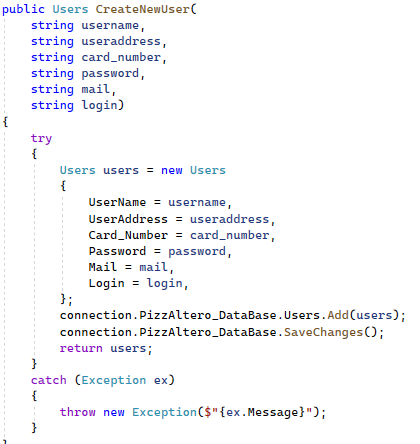 public Users CreateNewUser(
    string username,
    string useraddress,
    string card_number,
    string password,
    string mail,
    string login)
{
    try
    {
        Users users = new Users
        {
            UserName = username,
            UserAddress = useraddress,
            Card_Number = card_number,
            Password = password,
            Mail = mail,
            Login = login,
        };
        connection.PizzAltero_DataBase.Users.Add(users);
        connection.PizzAltero_DataBase.SaveChanges();
        return users;
    }
    catch (Exception ex)
    {
        throw new Exception($"{ex.Message}");
    }
}